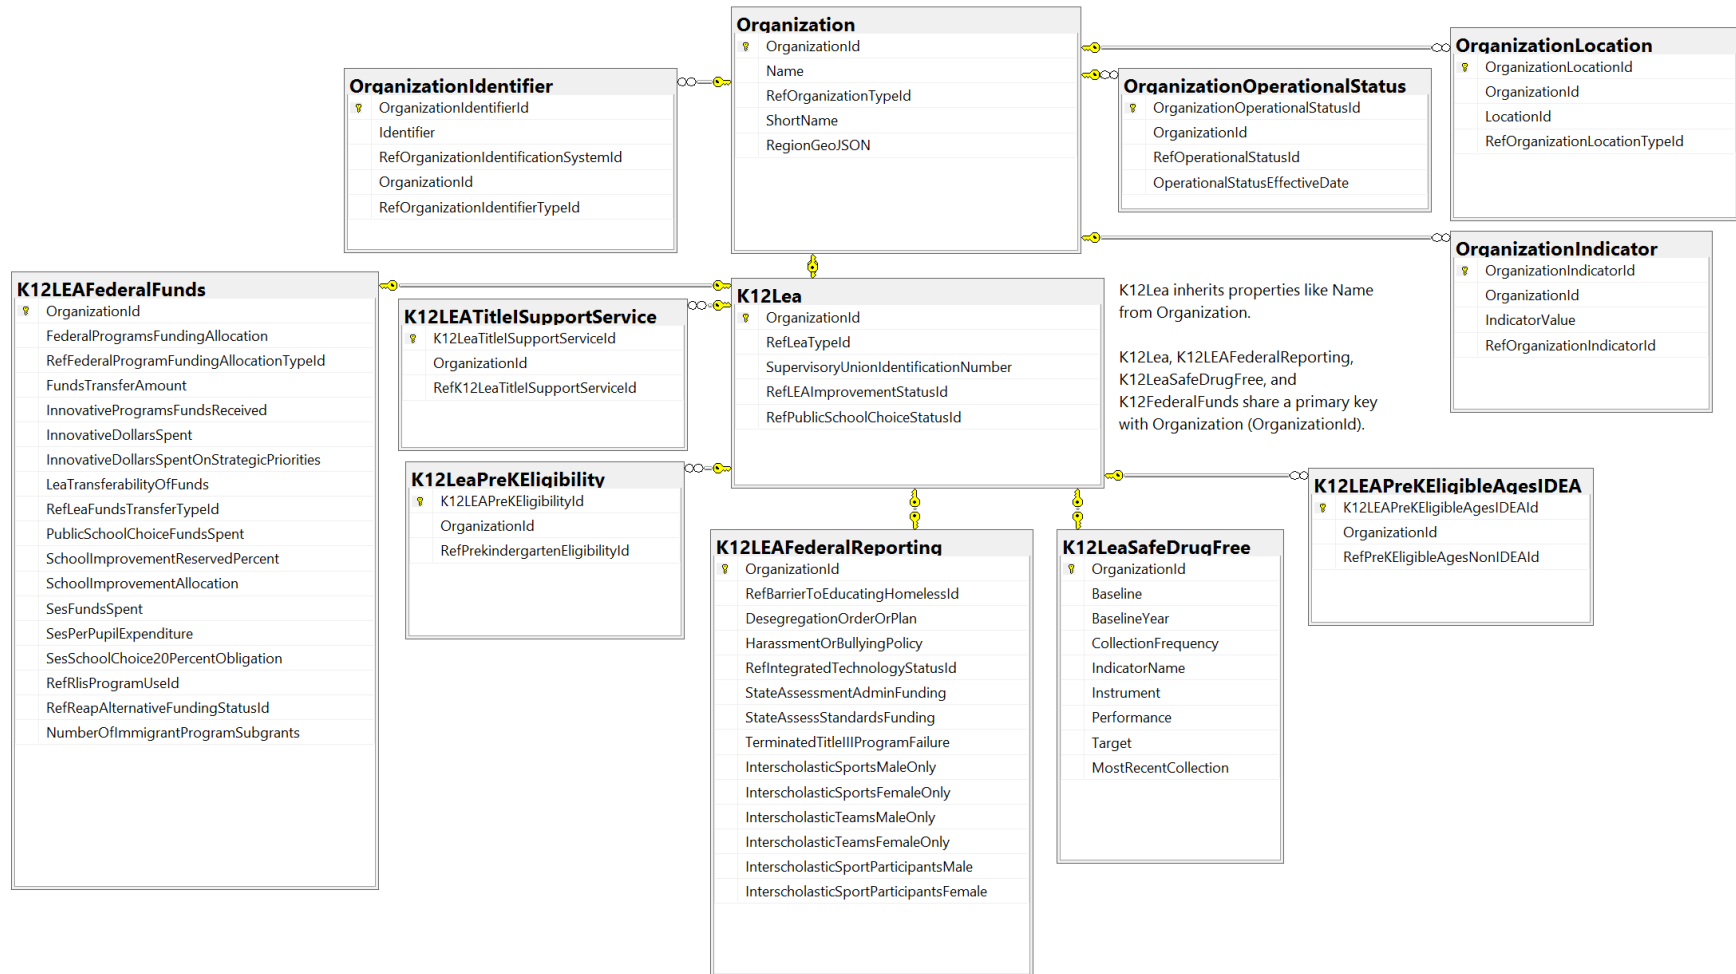 Organization
OrganizationId
Name
RefOrganizationTypeId
ShortName
RegionGeoJSON
OrganizationIdentifier
OrganizationIdentifierId
Identifier
RefOrganizationIdentificationSystemId
OrganizationId
RefOrganizationIdentifierTypeId
OrganizationOperationalStatus
OrganizationOperationalStatusId
OrganizationId
RefOperationalStatusId
OperationalStatusEffectiveDate
OrganizationLocation
OrganizationLocationId
OrganizationId
LocationId
RefOrganizationLocationTypeId
OrganizationIndicator
OrganizationIndicatorId
OrganizationId
IndicatorValue
RefOrganizationIndicatorId
K12LEAFederalFunds
OrganizationId
FederalProgramsFundingAllocation
RefFederalProgramFundingAllocationTypeId
FundsTransferAmount
InnovativeProgramsFundsReceived
InnovativeDollarsSpent
InnovativeDollarsSpentOnStrategicPriorities
LeaTransferabilityOfFunds
RefLeaFundsTransferTypeId
PublicSchoolChoiceFundsSpent
SchoolImprovementReservedPercent
SchoolImprovementAllocation
SesFundsSpent
SesPerPupilExpenditure
SesSchoolChoice20PercentObligation
RefRlisProgramUseId
RefReapAlternativeFundingStatusId
NumberOfImmigrantProgramSubgrants
K12LEATitleISupportService
K12LeaTitleISupportServiceId
OrganizationId
RefK12LeaTitleISupportServiceId
K12Lea
OrganizationId
RefLeaTypeId
SupervisoryUnionIdentificationNumber
RefLEAImprovementStatusId
RefPublicSchoolChoiceStatusId
K12Lea inherits properties like Name
from Organization.
K12Lea, K12LEAFederalReporting,
K12LeaSafeDrugFree, and
K12FederalFunds share a primary key
with Organization (OrganizationId).
K12LeaPreKEligibility
K12LEAPreKEligibilityId
OrganizationId
RefPrekindergartenEligibilityId
K12LEAFederalReporting
OrganizationId
RefBarrierToEducatingHomelessId
DesegregationOrderOrPlan
HarassmentOrBullyingPolicy
RefIntegratedTechnologyStatusId
StateAssessmentAdminFunding
StateAssessStandardsFunding
TerminatedTitleIIIProgramFailure
InterscholasticSportsMaleOnly
InterscholasticSportsFemaleOnly
InterscholasticTeamsMaleOnly
InterscholasticTeamsFemaleOnly
InterscholasticSportParticipantsMale
InterscholasticSportParticipantsFemale
K12LeaSafeDrugFree
OrganizationId
Baseline
BaselineYear
CollectionFrequency
IndicatorName
Instrument
Performance
Target
MostRecentCollection
K12LEAPreKEligibleAgesIDEA
K12LEAPreKEligibleAgesIDEAId
OrganizationId
RefPreKEligibleAgesNonIDEAId